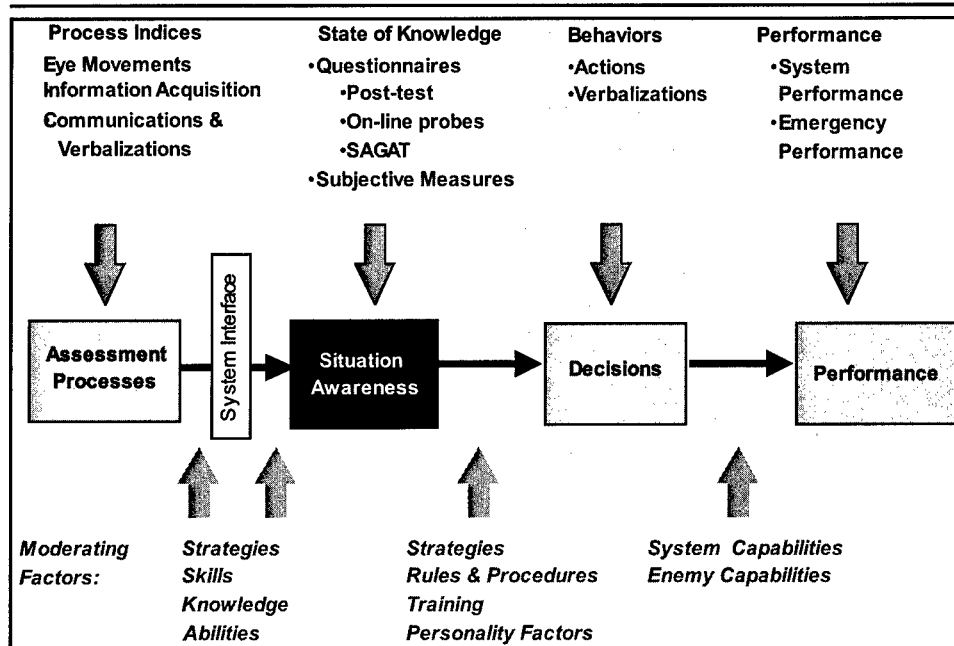 Process Indices
Eye Movements
Information Acquisition
Communications &
Verbalizations
State of Knowledge
•Questionnaires
•Post-test
•On-line probes
•SAGAT
•Subjective Measures
Behaviors
•Actions
•Verbalizations
Performance
•System
Performance
•Emergency
Performance
Assessment
Processes
System Interface
Situation
Awareness
Decisions
Performance
Moderating
Factors:
Strategies
Skills
Knowledge
Abilities
Strategies
Rules & Procedures
Training
Personality Factors
System Capabilities
Enemy Capabilities